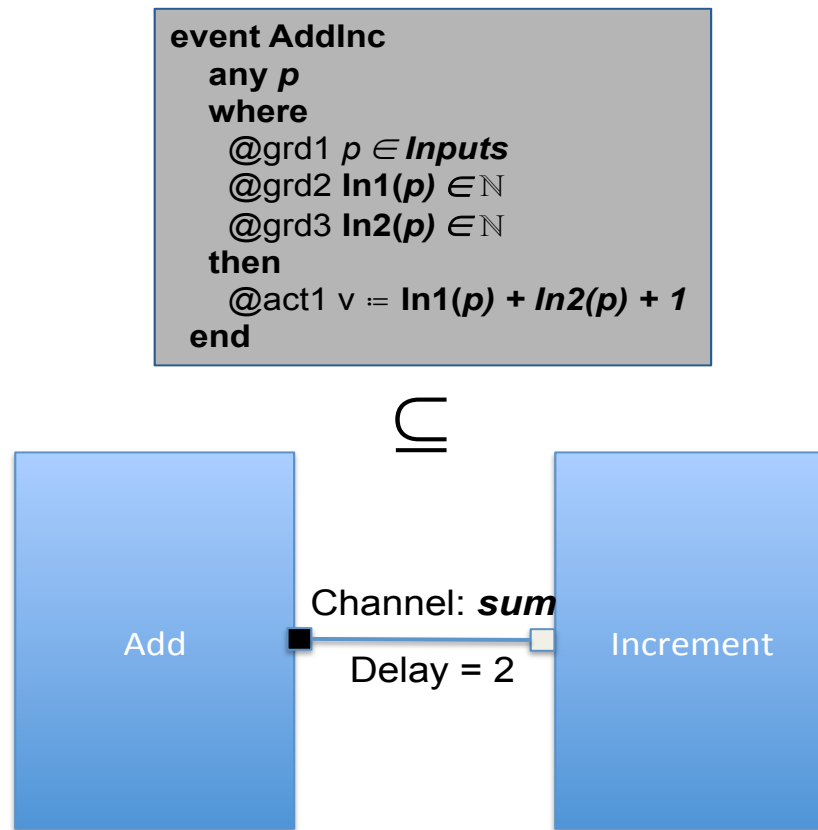 event AddInc
any p
where
@grd1 p ∈ Inputs
@grd2 In1(p) ∈ ℕ
@grd3 In2(p) ∈ ℕ
then
@act1 v ≔ In1(p) + In2(p) + 1
end
⊆
Channel: sum
Add
Increment
Delay = 2